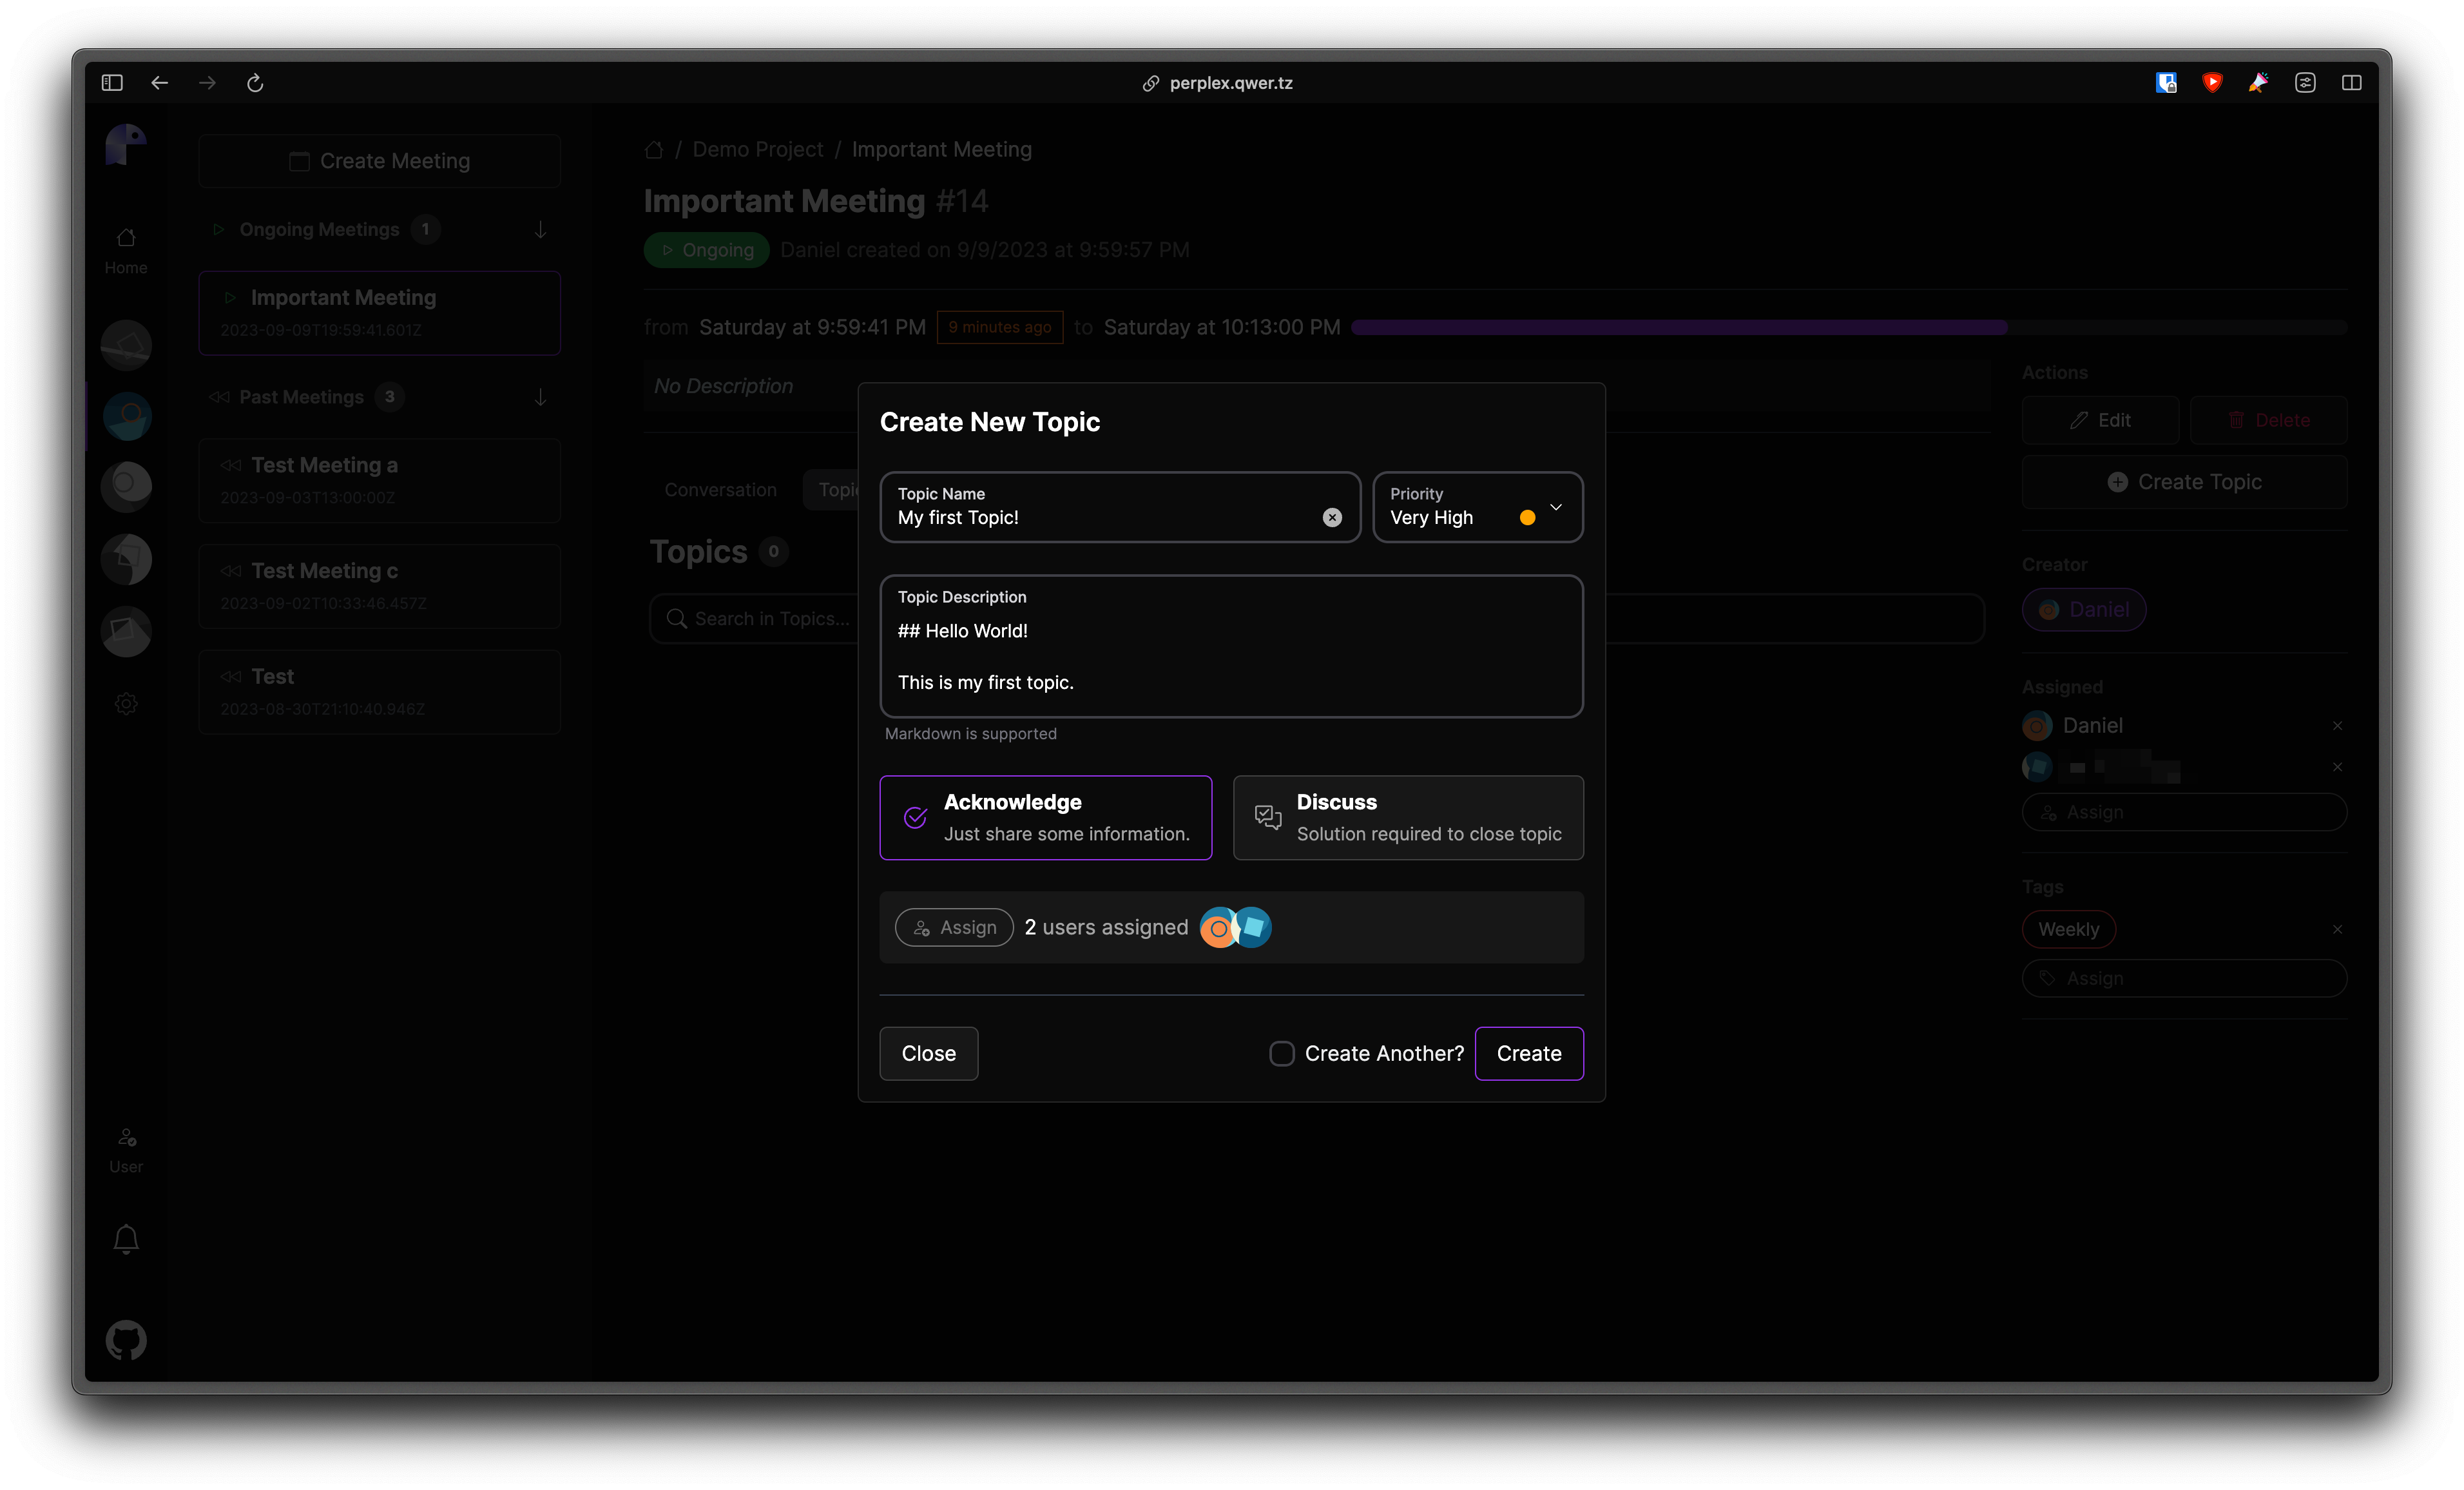 perplex.qwer.tz
Home
User
Create Meeting
Ongoing Meetings 1
Important Meeting
2023-09-09T19:59:41.601Z
Past Meetings 3
Test Meeting a
2023-09-03T13:00:00Z
Test Meeting c
2023-09-02T10:33:46.457Z
Test
2023-08-30T21:10:40.946Z
/ Demo Project / Important Meeting
Important Meeting #14
Ongoing Daniel created on 9/9/2023 at 9:59:57 PM
from Saturday at 9:59:41 PM 9 minutes ago to Saturday at 10:13:00 PM
No Description
Conversation Topic
Topics 0
Search in Topics...
Create New Topic
Topic Name
My first Topic!
Priority
Very High
Topic Description
## Hello World!
This is my first topic.
Markdown is supported
Acknowledge
Just share some information.
Discuss
Solution required to close topic
Assign 2 users assigned
Close
Create Another?
Create
Actions
Edit Delete
Create Topic
Creator
Daniel
Assigned
Daniel
Assign
Tags
Weekly
Assign